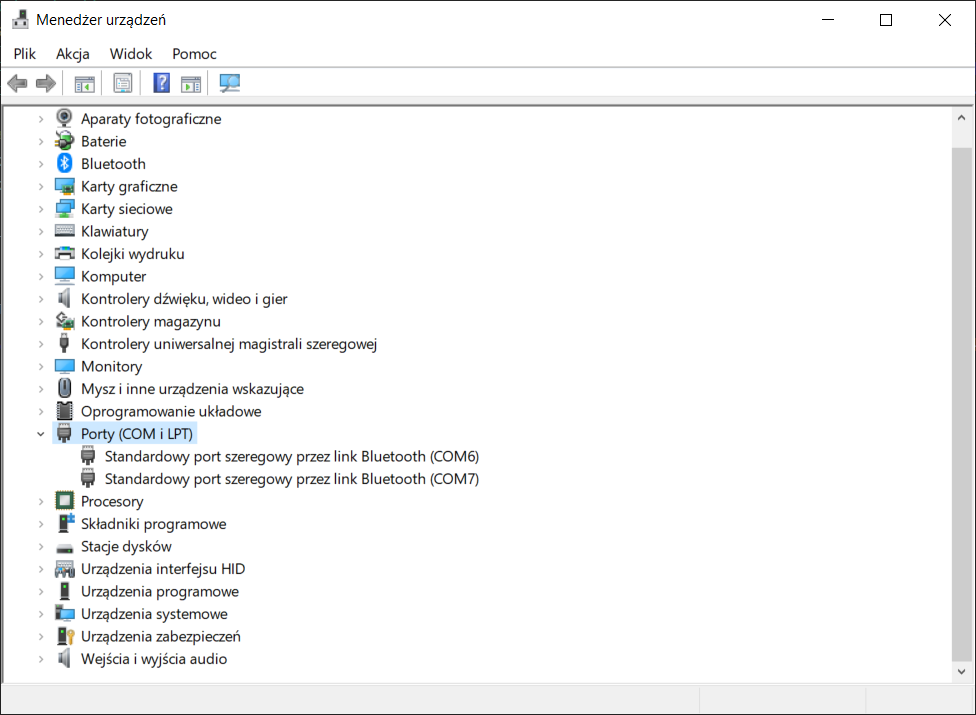 Menedżer urządzeń
Plik Akcja Widok Pomoc
Aparaty fotograficzne
Baterie
Bluetooth
Karty graficzne
Karty sieciowe
Klawiatury
Kolejki wydruku
Komputer
Kontrolery dźwięku, wideo i gier
Kontrolery magazynu
Kontrolery uniwersalnej magistrali szeregowej
Monitory
Mysz i inne urządzenia wskazujące
Oprogramowanie układowe
Porty (COM i LPT)
Standardowy port szeregowy przez link Bluetooth (COM6)
Standardowy port szeregowy przez link Bluetooth (COM7)
Procesory
Składniki programowe
Stacje dysków
Urządzenia interfejsu HID
Urządzenia programowe
Urządzenia systemowe
Urządzenia zabezpieczeń
Wejścia i wyjścia audio